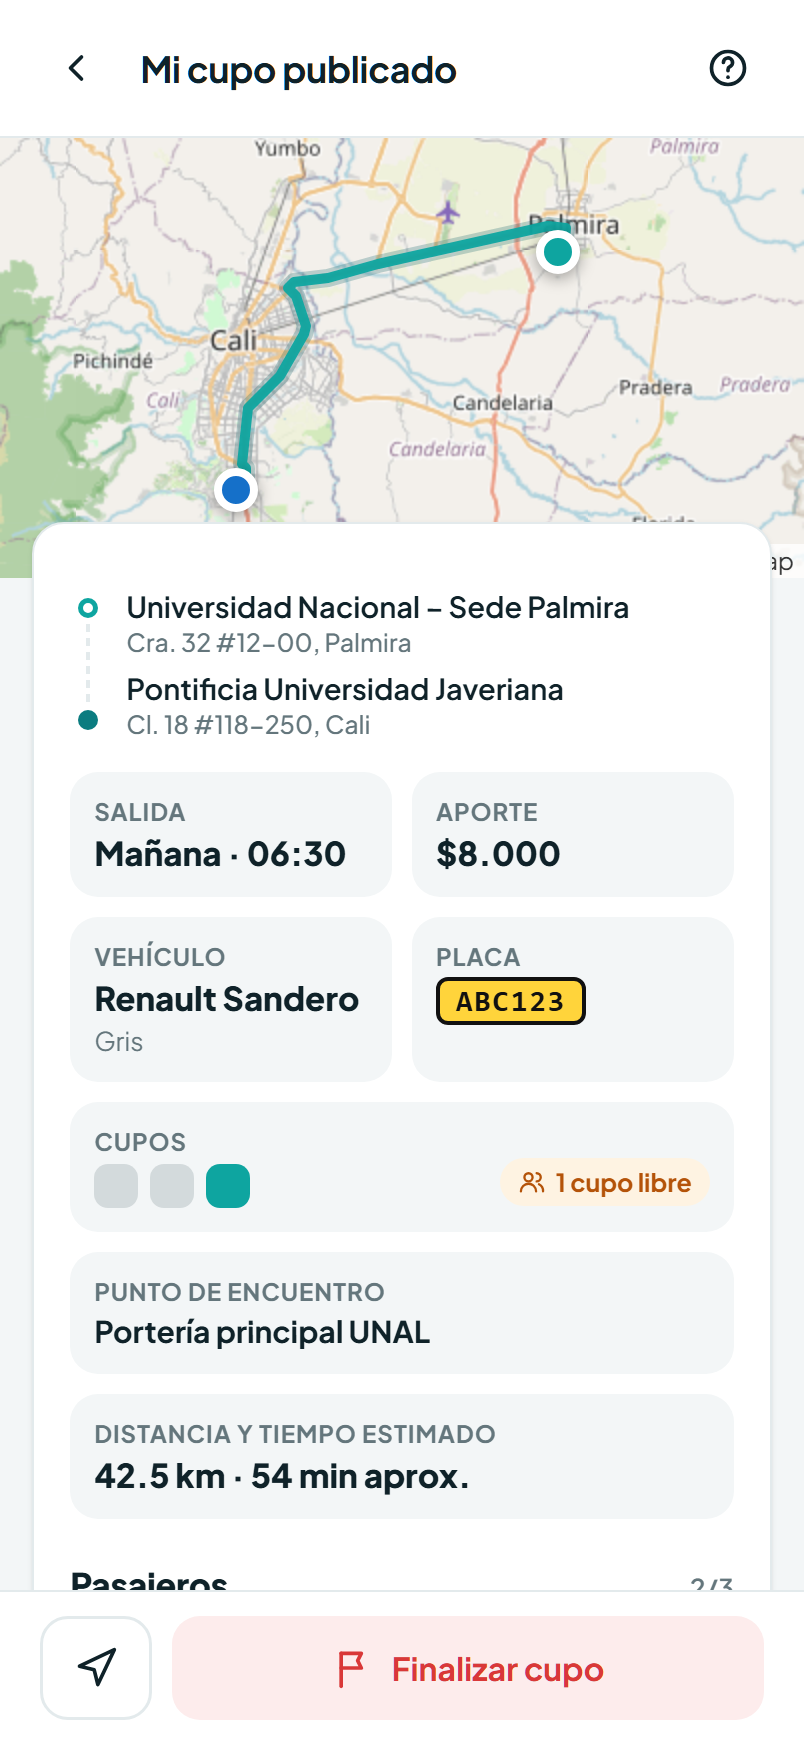 Mi cupo publicado
Yumbo
Palmira
Palmira
Cali
Pichindé
Cali
Pradera
Pradera
Candelaria
Candelaria
Florida
Universidad Nacional – Sede Palmira
Cra. 32 #12–00, Palmira
Pontificia Universidad Javeriana
Cl. 18 #118–250, Cali
SALIDA
Mañana · 06:30
APORTE
$8.000
VEHÍCULO
Renault Sandero
Gris
PLACA
ABC123
CUPOS
1 cupo libre
PUNTO DE ENCUENTRO
Portería principal UNAL
DISTANCIA Y TIEMPO ESTIMADO
42.5 km · 54 min aprox.
Pasajeros
2/3
Finalizar cupo